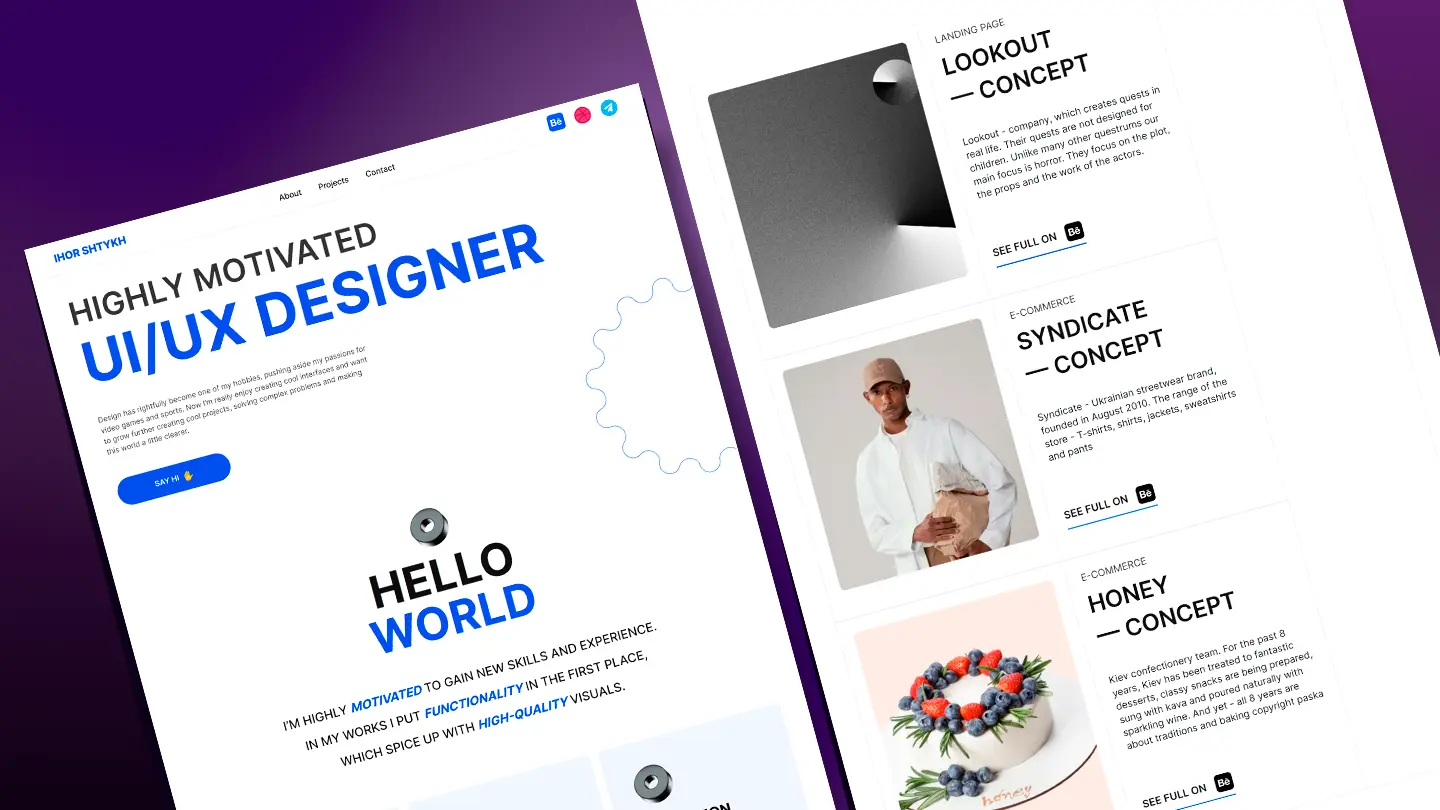 Bē
About Projects Contact
IHOR SHTYKH
HIGHLY MOTIVATED
UI/UX DESIGNER
Design has rightfully become one of my hobbies, pushing aside my passions for
video games and sports. Now I'm really enjoy creating cool interfaces and want
to grow further creating cool projects, solving complex problems and making
this world a little clearer.
SAY HI
HELLO
WORLD
I'M HIGHLY MOTIVATED TO GAIN NEW SKILLS AND EXPERIENCE.
IN MY WORKS I PUT FUNCTIONALITY IN THE FIRST PLACE,
WHICH SPICE UP WITH HIGH-QUALITY VISUALS.
LANDING PAGE
LOOKOUT
— CONCEPT
Lookout - company, which creates quests in
real life. Their quests are not designed for
children. Unlike many other questrums our
main focus is horror. They focus on the plot,
the props and the work of the actors.
SEE FULL ON Bē
E-COMMERCE
SYNDICATE
— CONCEPT
Syndicate - Ukrainian streetwear brand,
founded in August 2010. The range of the
store - T-shirts, shirts, jackets, sweatshirts
and pants
SEE FULL ON Bē
E-COMMERCE
HONEY
— CONCEPT
Kiev confectionery team. For the past 8
years, Kiev has been treated to fantastic
desserts, classy snacks are being prepared,
sung with kava and poured naturally with
sparkling wine. And yet - all 8 years are
about traditions and baking copyright paska
SEE FULL ON Bē
honey